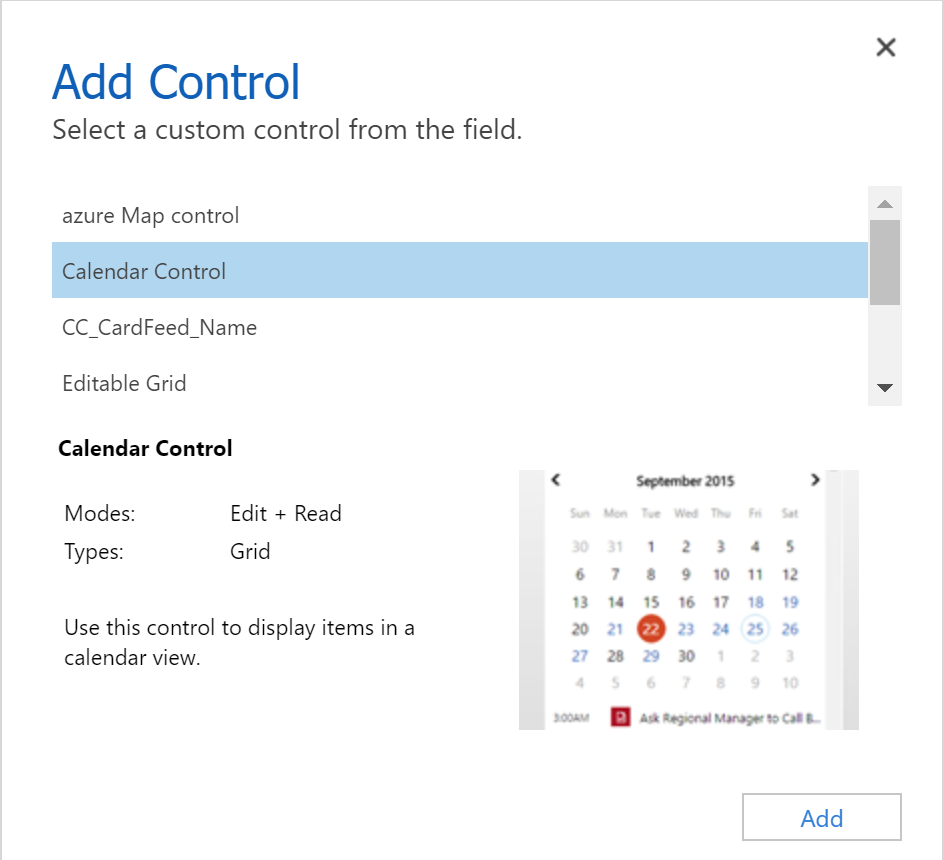 Add Control
Select a custom control from the field.
azure Map control
Calendar Control
CC_CardFeed_Name
Editable Grid
Calendar Control
Modes: Edit + Read
Types: Grid
Use this control to display items in a
calendar view.
September 2015
Sun Mon Tue Wed Thu Fri Sat
30 31 1 2 3 4 5
6 7 8 9 10 11 12
13 14 15 16 17 18 19
20 21 22 23 24 25 26
27 28 29 30 1 2 3
4 5 6 7 8 9 10
3:00AM Ask Regional Manager to Call B...
Add